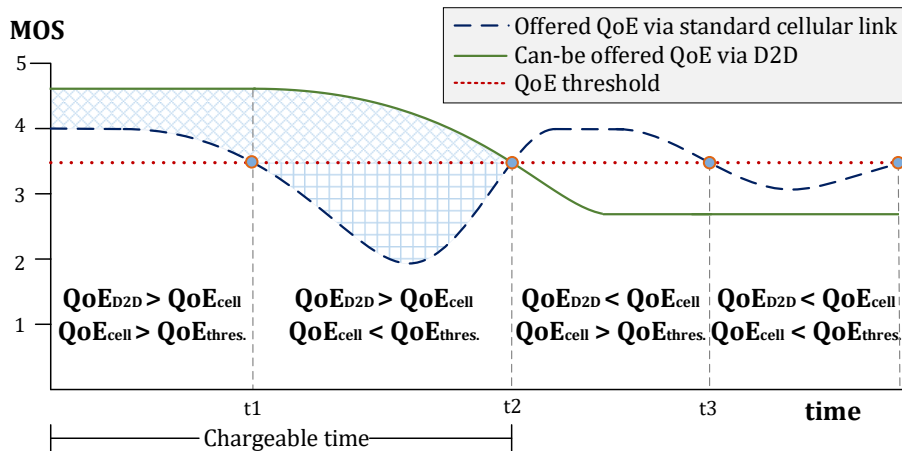 MOS
Offered QoE via standard cellular link
Can-be offered QoE via D2D
QoE threshold
5
4
3
2
1
QoED2D > QoEcell
QoEcell > QoEthres.
QoED2D > QoEcell
QoEcell < QoEthres.
QoED2D < QoEcell
QoEcell > QoEthres.
QoED2D < QoEcell
QoEcell < QoEthres.
t1
t2
t3
time
Chargeable time